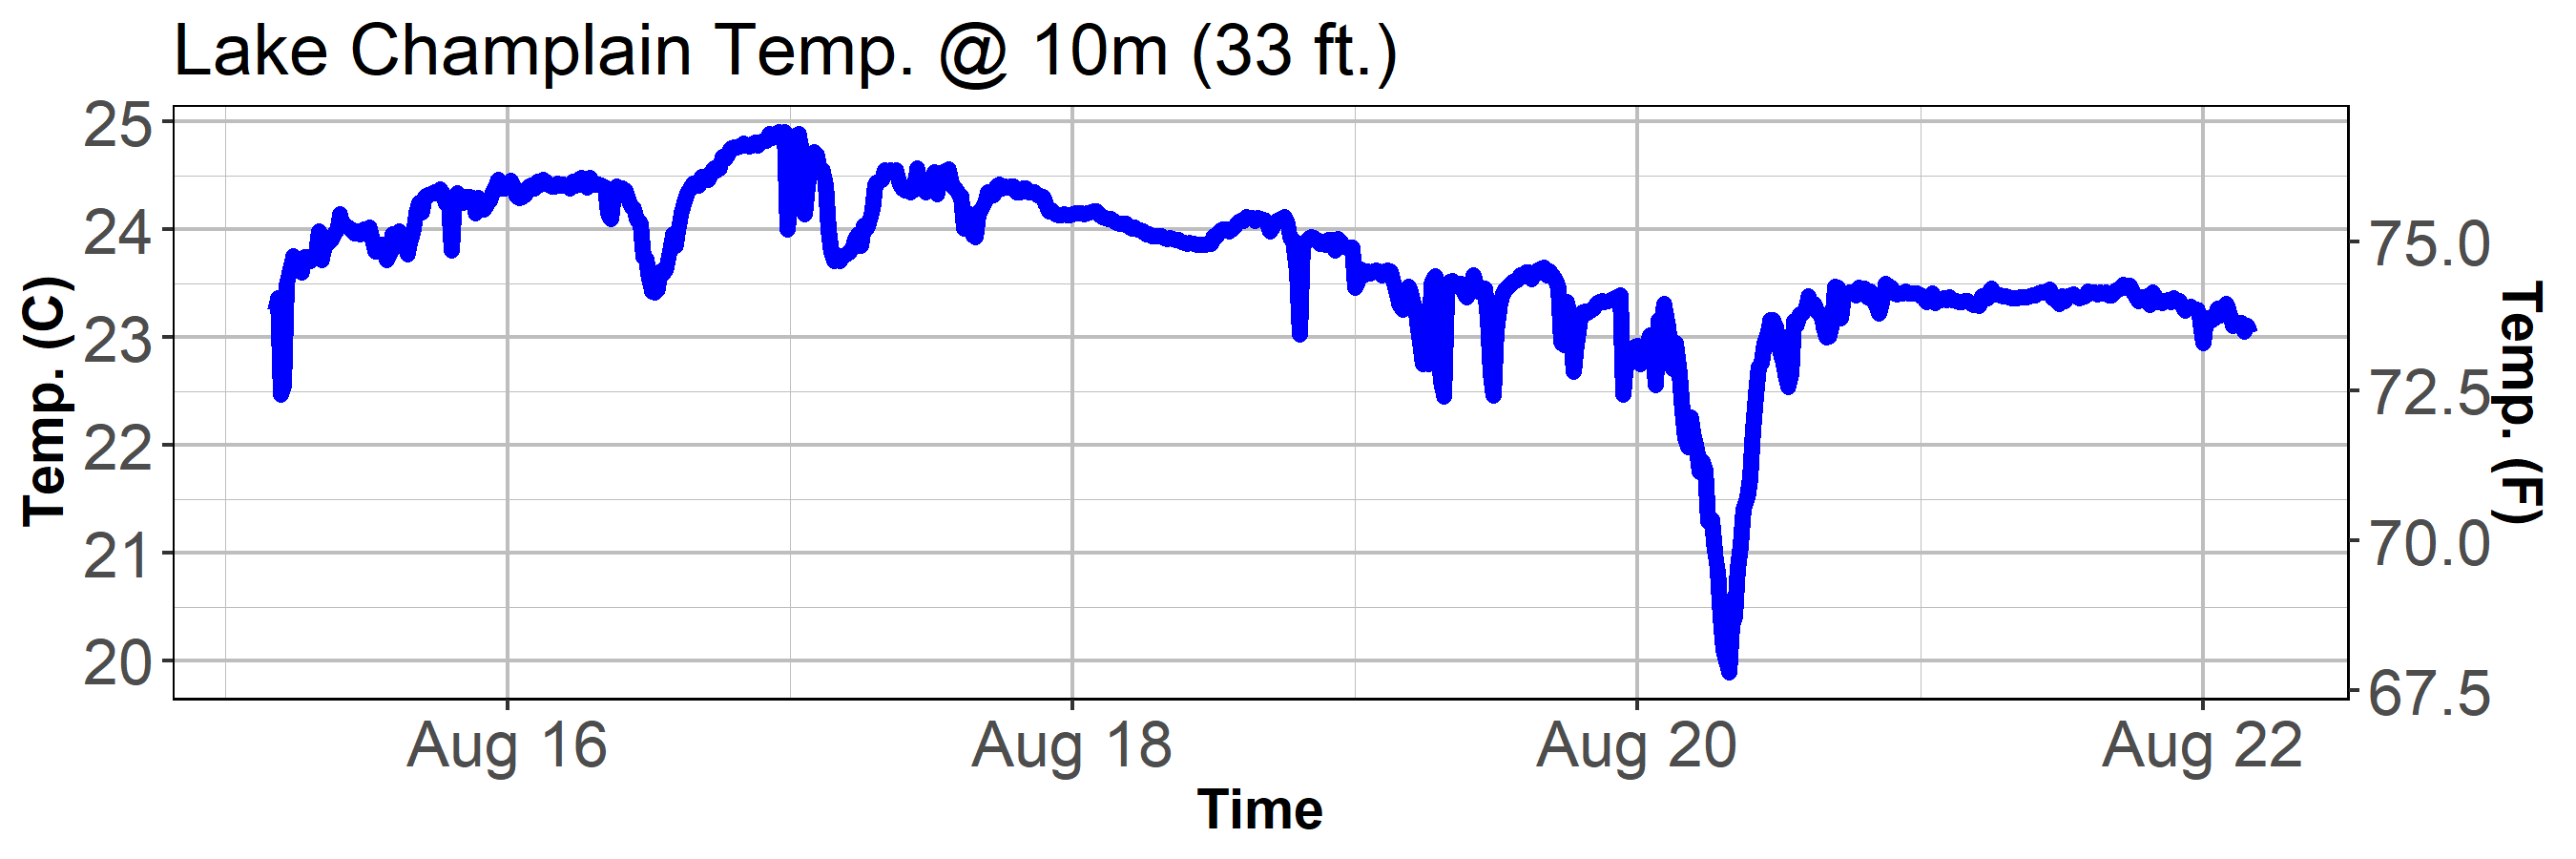 Lake Champlain Temp. @ 10m (33 ft.)
Temp. (C)
25
24
23
22
21
20
75.0
72.5
70.0
67.5
Temp. (F)
Aug 16
Aug 18
Aug 20
Aug 22
Time